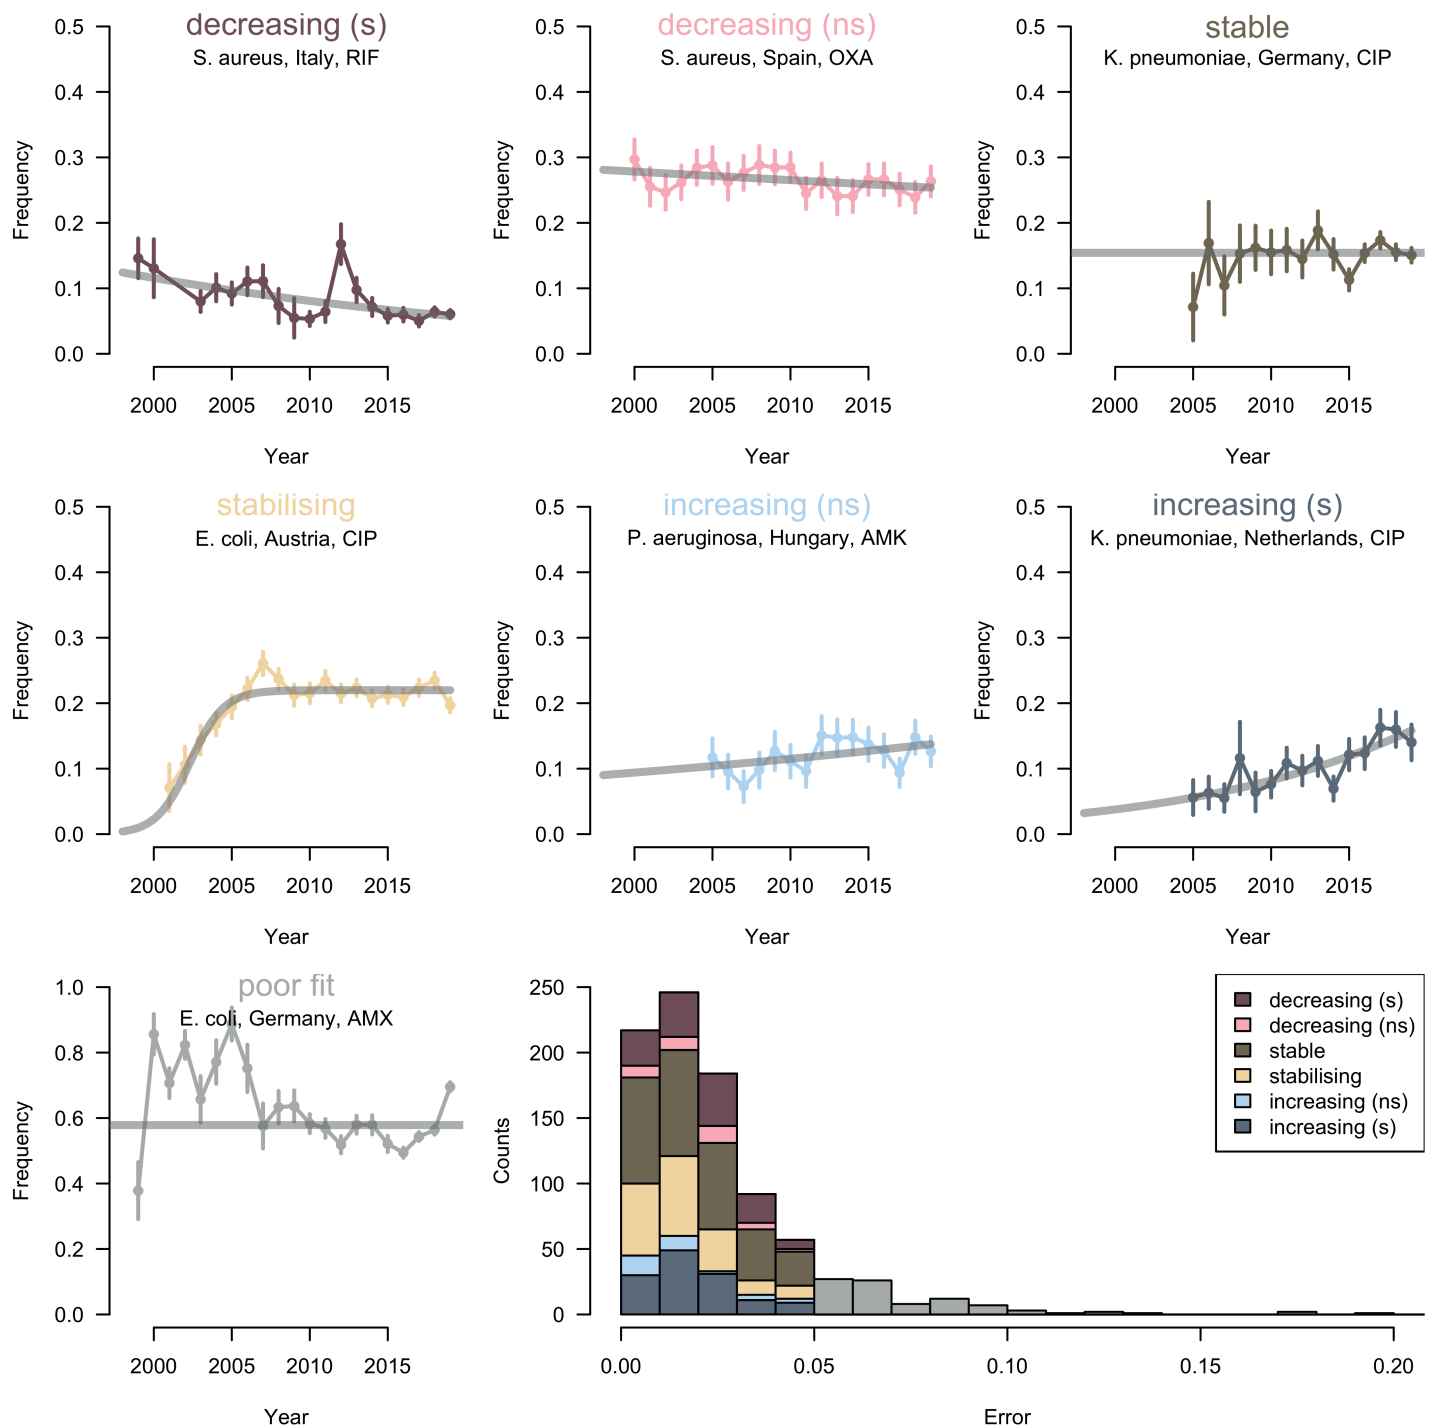 decreasing (s)
S. aureus, Italy, RIF
Frequency
0.5
0.4
0.3
0.2
0.1
0.0
2000 2005 2010 2015
Year
decreasing (ns)
S. aureus, Spain, OXA
Frequency
0.5
0.4
0.3
0.2
0.1
0.0
2000 2005 2010 2015
Year
stable
K. pneumoniae, Germany, CIP
Frequency
0.5
0.4
0.3
0.2
0.1
0.0
2000 2005 2010 2015
Year
stabilising
E. coli, Austria, CIP
Frequency
0.5
0.4
0.3
0.2
0.1
0.0
2000 2005 2010 2015
Year
increasing (ns)
P. aeruginosa, Hungary, AMK
Frequency
0.5
0.4
0.3
0.2
0.1
0.0
2000 2005 2010 2015
Year
increasing (s)
K. pneumoniae, Netherlands, CIP
Frequency
0.5
0.4
0.3
0.2
0.1
0.0
2000 2005 2010 2015
Year
poor fit
E. coli, Germany, AMX
Frequency
1.0
0.8
0.6
0.4
0.2
0.0
2000 2005 2010 2015
Year
Counts
250
200
150
100
50
0
0.00 0.05 0.10 0.15 0.20
Error
decreasing (s)
decreasing (ns)
stable
stabilising
increasing (ns)
increasing (s)